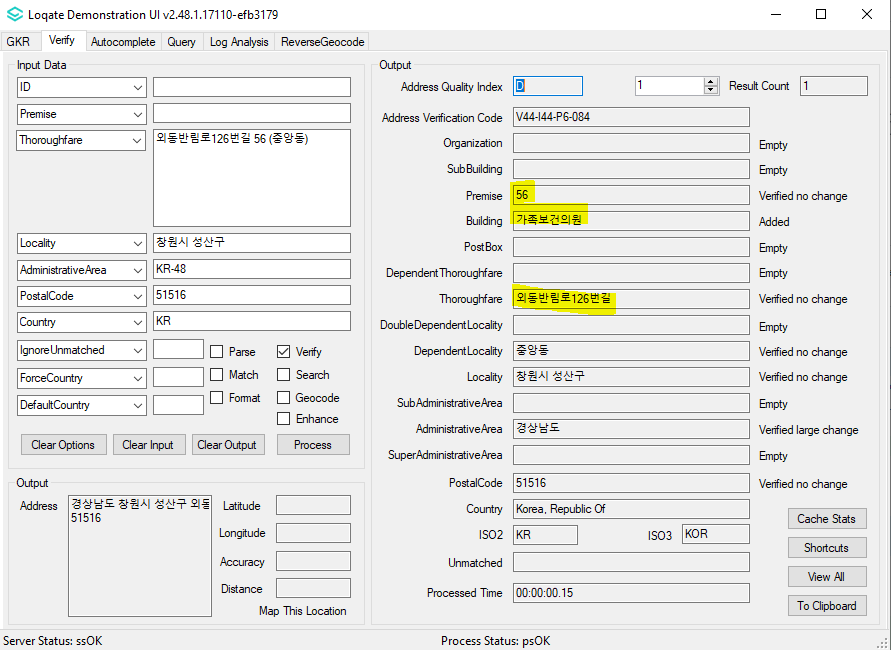 Loqate Demonstration UI v2.48.1.17110-efb3179
GKR Verify Autocomplete Query Log Analysis ReverseGeocode
Input Data
ID
Premise
Thoroughfare 외동반림로126번길 56 (중앙동)
Locality 창원시 성산구
AdministrativeArea KR-48
PostalCode 51516
Country KR
IgnoreUnmatched Parse Verify
ForceCountry Match Search
DefaultCountry Format Geocode
Enhance
Clear Options Clear Input Clear Output Process
Output
Address 경상남도 창원시 성산구 외동
51516
Latitude
Longitude
Accuracy
Distance
Map This Location
Output
Address Quality Index D 1 Result Count 1
Address Verification Code V44-I44-P6-084
Organization Empty
SubBuilding Empty
Premise 56 Verified no change
Building 가족보건의원 Added
PostBox Empty
DependentThoroughfare Empty
Thoroughfare 외동반림로126번길 Verified no change
DoubleDependentLocality Empty
DependentLocality 중앙동 Verified no change
Locality 창원시 성산구 Verified no change
SubAdministrativeArea Empty
AdministrativeArea 경상남도 Verified large change
SuperAdministrativeArea Empty
PostalCode 51516 Verified no change
Country Korea, Republic Of
ISO2 KR ISO3 KOR
Unmatched
Processed Time 00:00:00.15
Cache Stats
Shortcuts
View All
To Clipboard
Server Status: ssOK Process Status: psOK